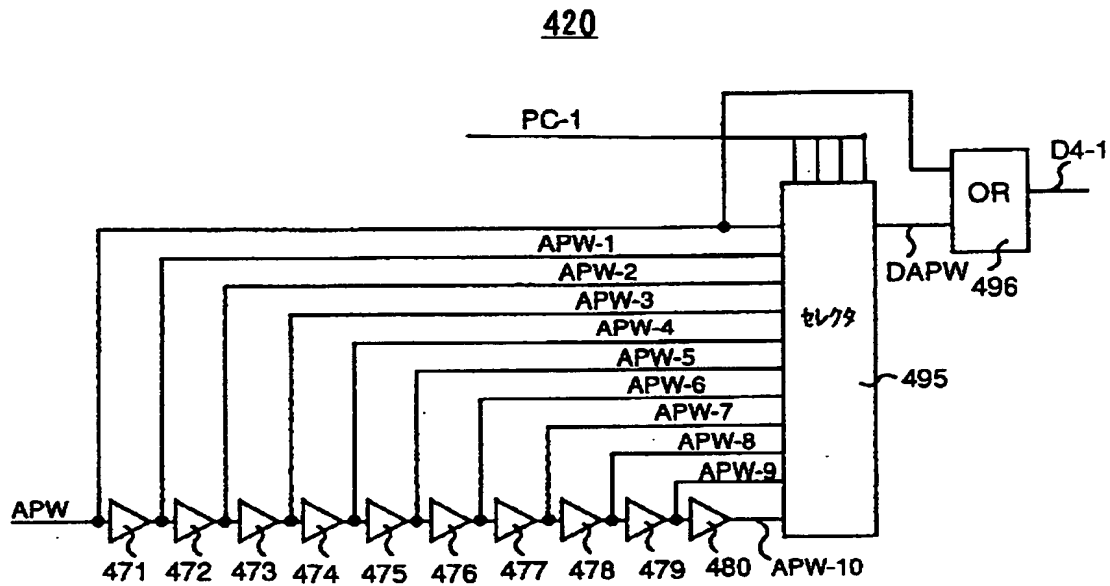 420
PC-1
D4-1
OR
APW-1
DAPW
496
APW-2
APW-3
セレクタ
APW-4
APW-5
495
APW-6
APW-7
APW-8
APW-9
APW
471
472
473
474
475
476
477
478
479
480
APW-10